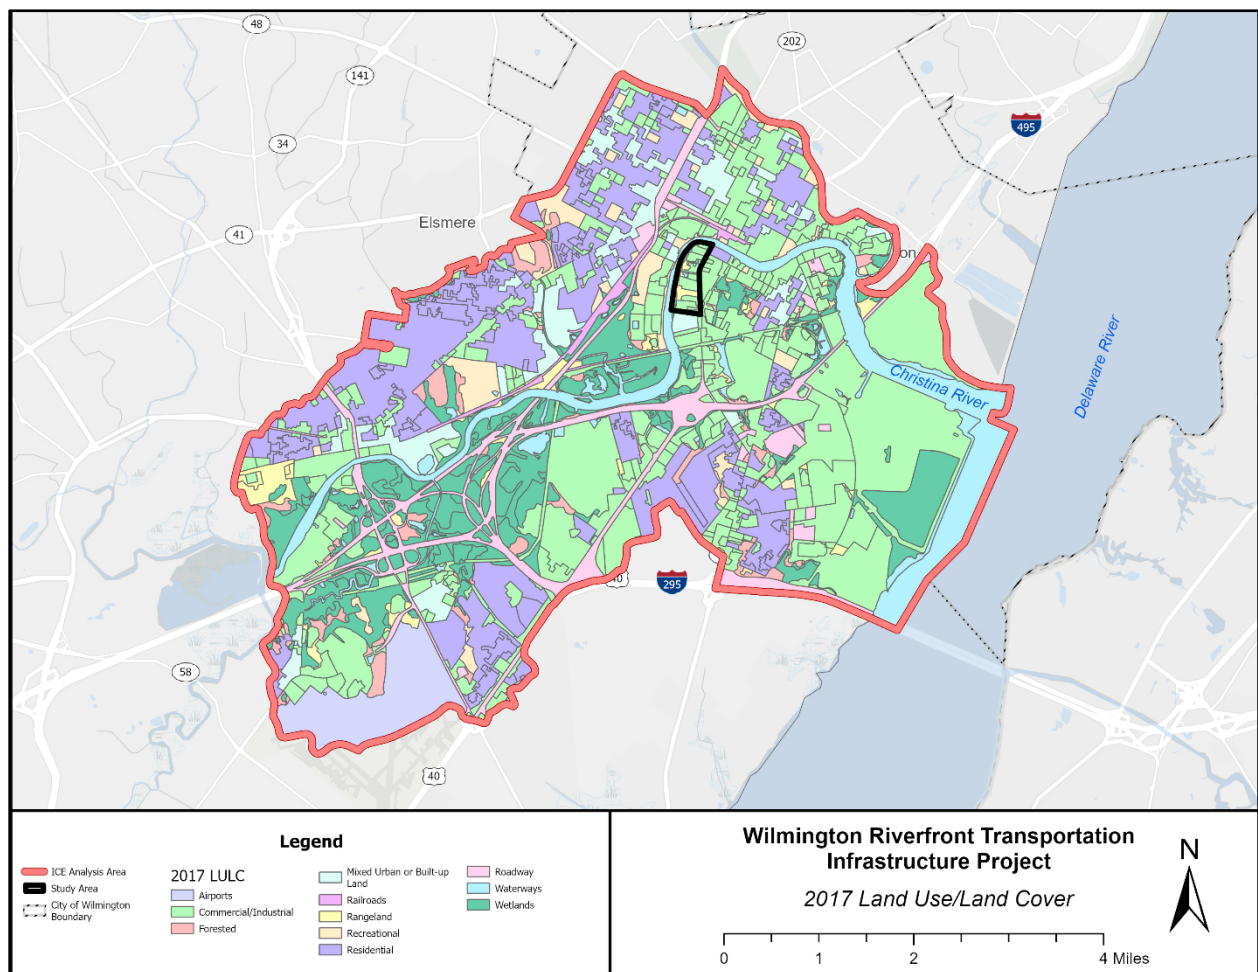 48
202
141
495
34
Elsmere
41
on
Delaware River
Christina River
40
295
58
40
Legend
ICE Analysis Area
Study Area
City of Wilmington
Boundary
2017 LULC
Airports
Commercial/Industrial
Forested
Mixed Urban or Built-up
Land
Railroads
Rangeland
Recreational
Residential
Roadway
Waterways
Wetlands
Wilmington Riverfront Transportation
Infrastructure Project
2017 Land Use/Land Cover
N
0 1 2 4 Miles